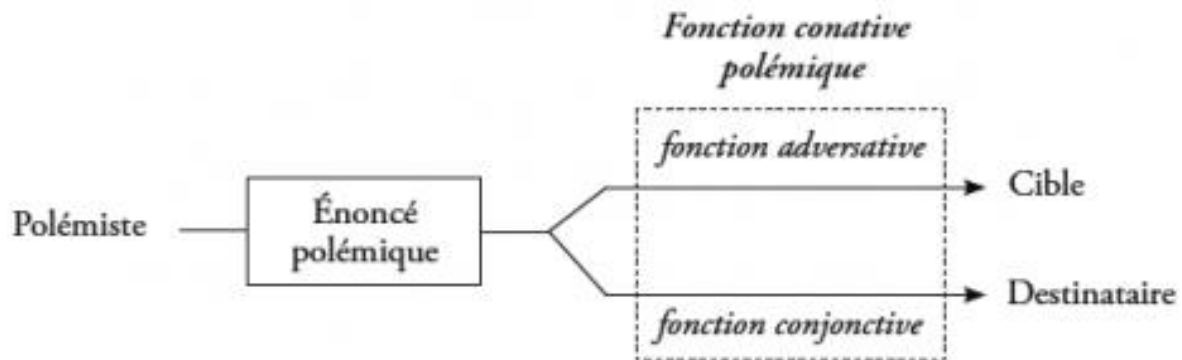 Fonction conative
polémique
fonction adversative
Cible
Polémiste
Énoncé
polémique
Destinataire
fonction conjonctive